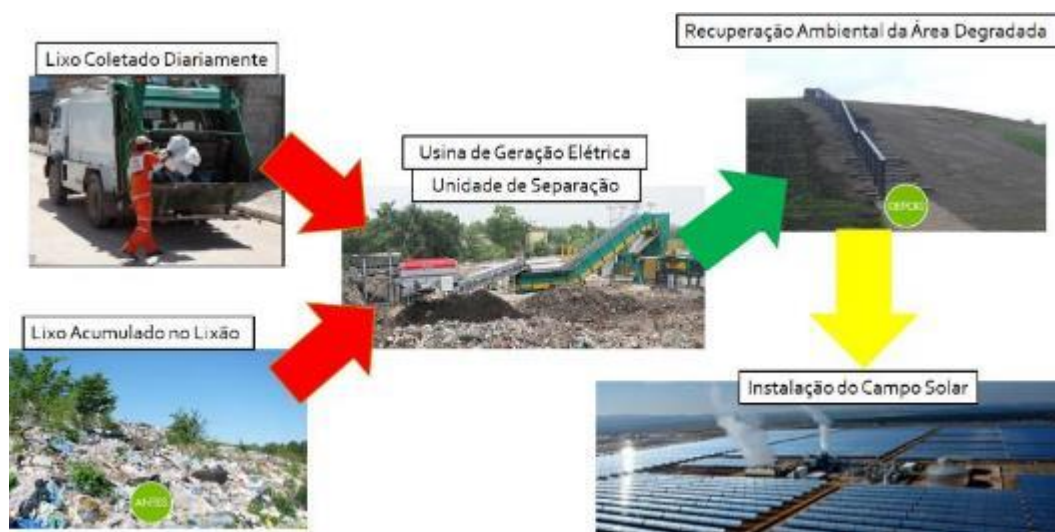 Lixo Coletado Diariamente
Recuperação Ambiental da Área Degradada
Usina de Geração Elétrica
Unidade de Separação
DEPOIS
Lixo Acumulado no Lixão
Instalação do Campo Solar
ANTES